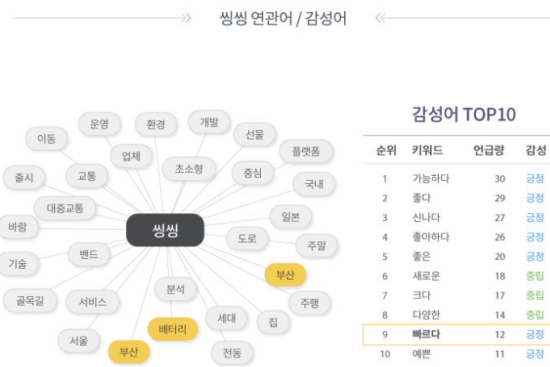 씽씽 연관어 / 감성어
운영
환경
개발
선물
이동
업체
플랫폼
출시
교통
초소형
중심
국내
대중교통
바람
씽씽
일본
도로
주말
밴드
기술
부산
분석
골목길
서비스
주행
세대
집
배터리
서울
부산
전동
감성어 TOP10
순위 키워드 언급량 감성
1 가능하다 30 긍정
2 좋다 29 긍정
3 신나다 27 긍정
4 좋아하다 26 긍정
5 좋은 20 긍정
6 새로운 18 중립
7 크다 17 중립
8 다양한 14 중립
9 빠르다 12 긍정
10 예쁜 11 긍정